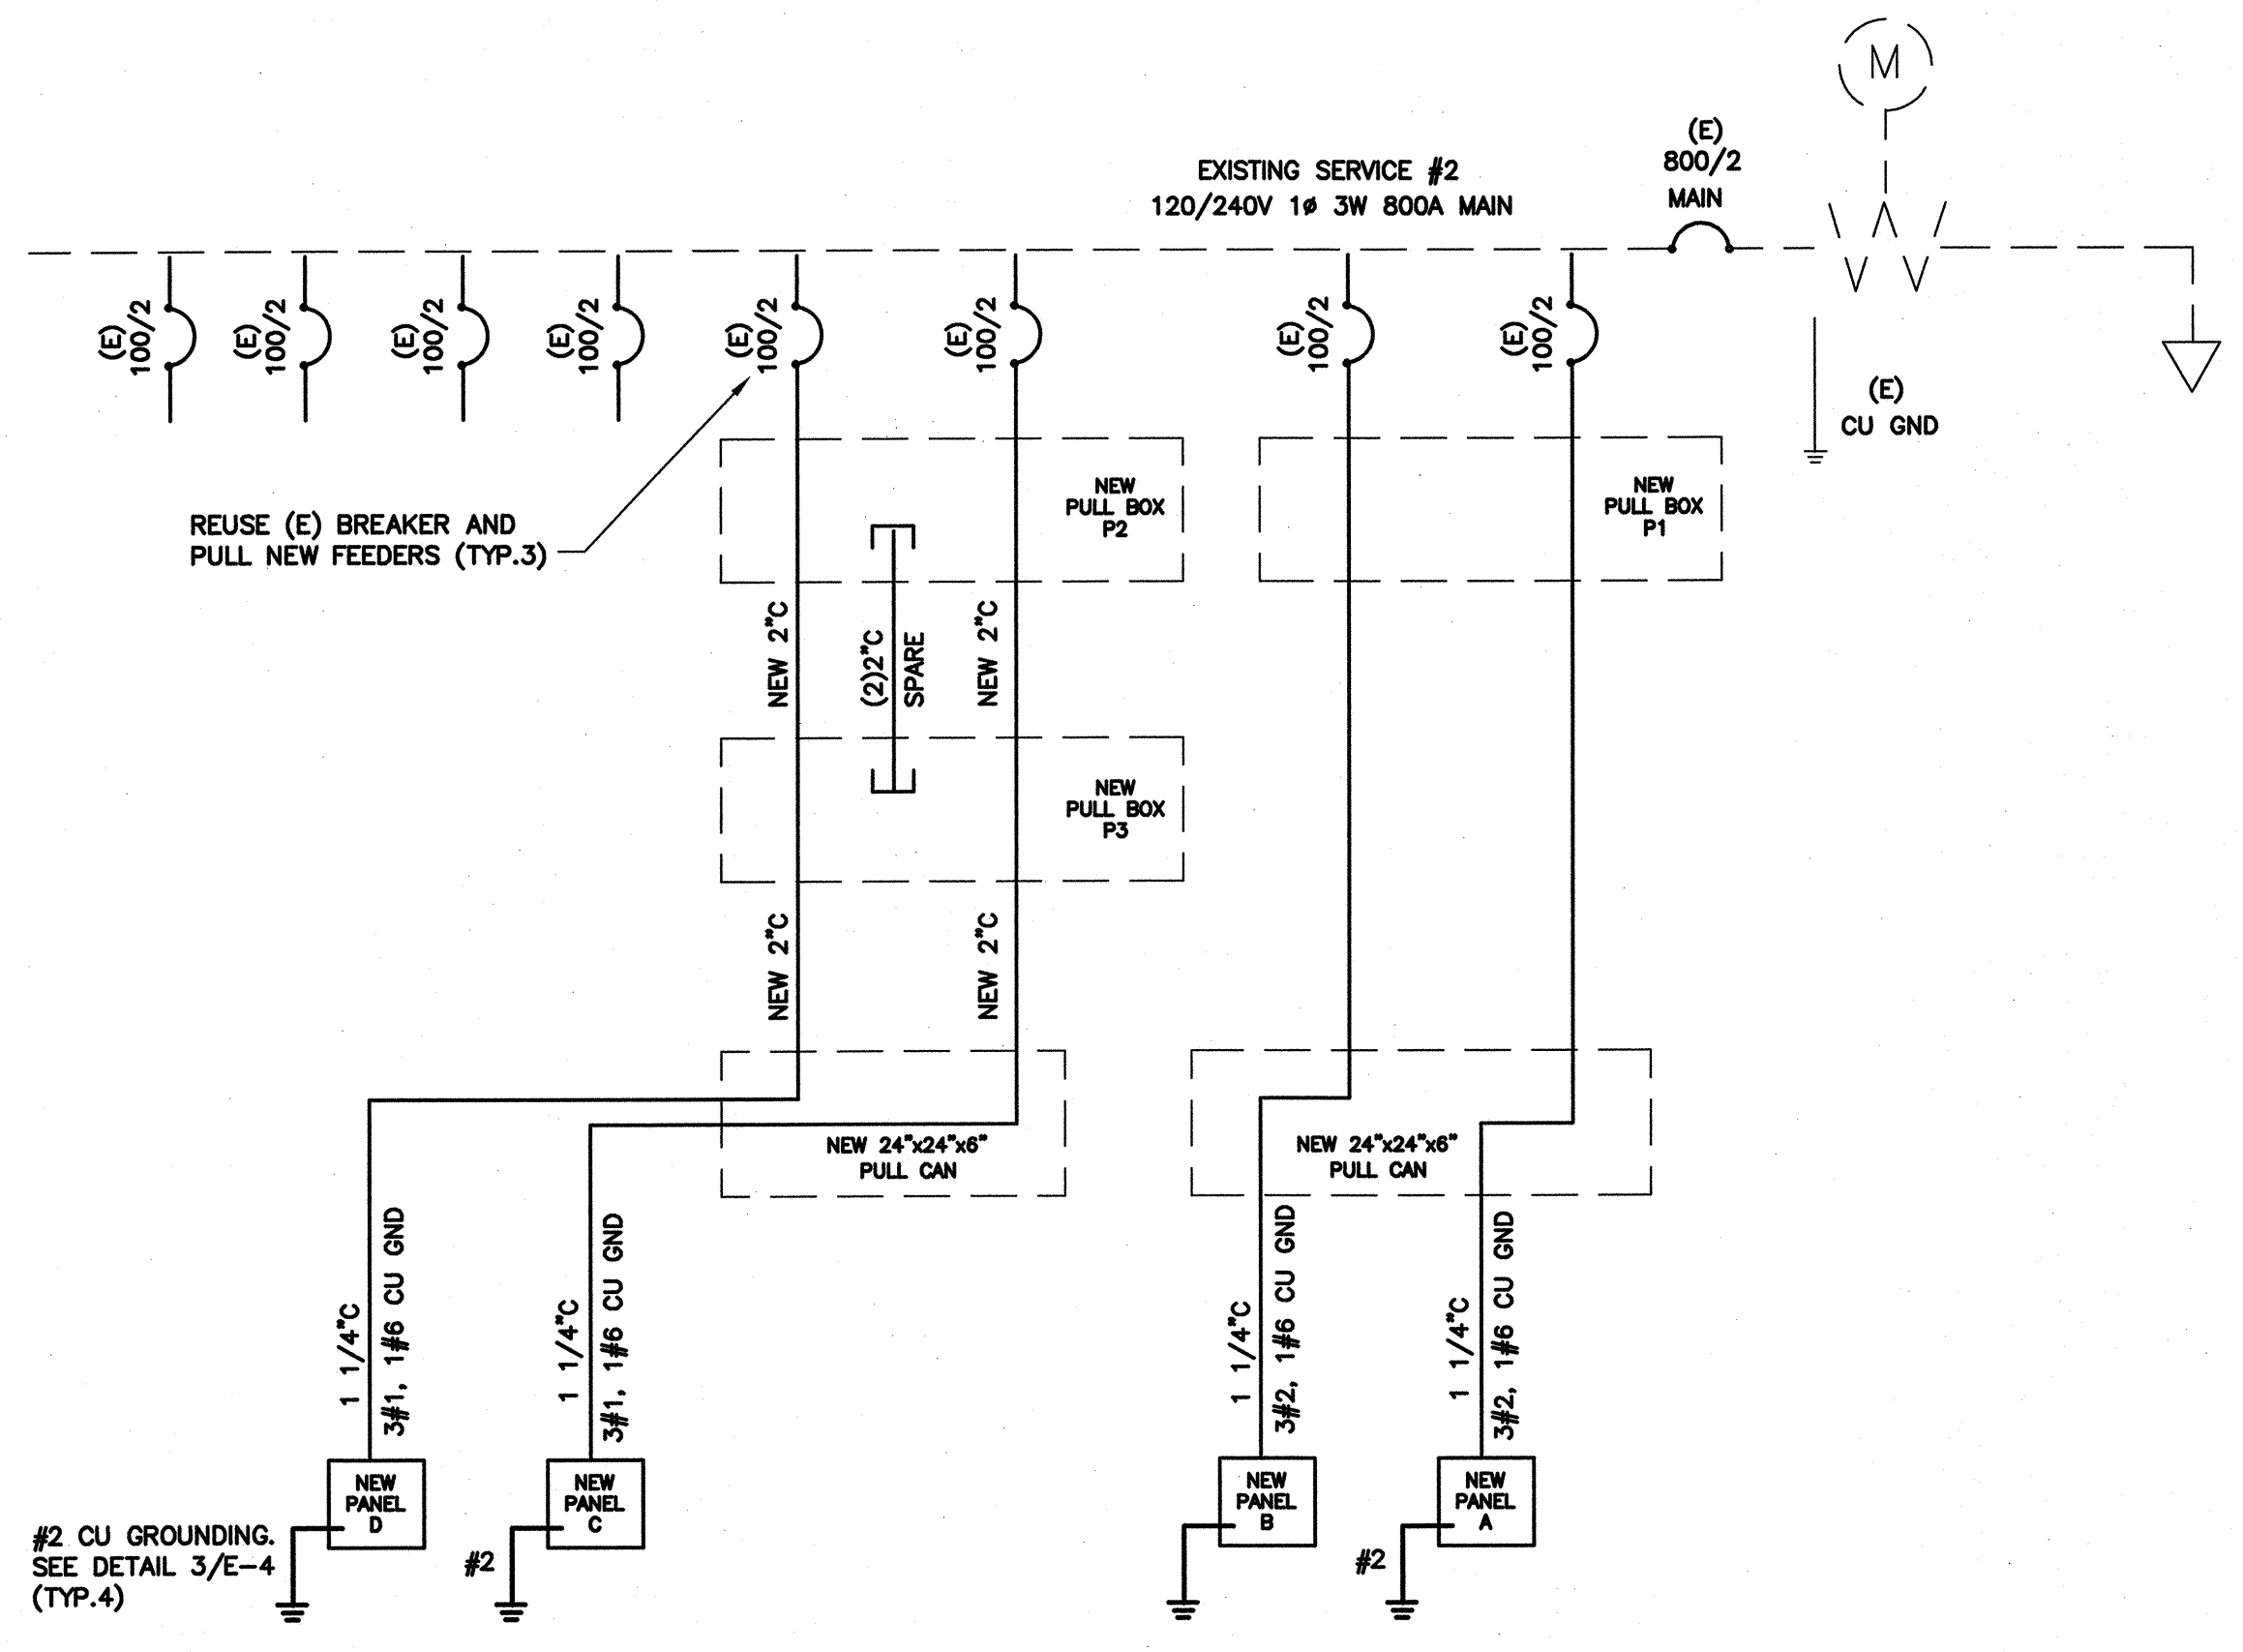 M
(E)
800/2
MAIN
EXISTING SERVICE #2
120/240V 1ø 3W 800A MAIN
(E)
100/2
(E)
100/2
(E)
100/2
(E)
100/2
(E)
100/2
(E)
100/2
(E)
100/2
(E)
100/2
(E)
CU GND
REUSE (E) BREAKER AND
PULL NEW FEEDERS (TYP.3)
NEW
PULL BOX
P2
NEW
PULL BOX
P1
NEW 2"C
(2)2"C
SPARE
NEW 2"C
NEW
PULL BOX
P3
NEW 2"C
NEW 2"C
NEW 24"x24"x6"
PULL CAN
NEW 24"x24"x6"
PULL CAN
1 1/4"C
3#1, 1#6 CU GND
1 1/4"C
3#1, 1#6 CU GND
1 1/4"C
3#2, 1#6 CU GND
1 1/4"C
3#2, 1#6 CU GND
NEW
PANEL
D
NEW
PANEL
C
NEW
PANEL
B
NEW
PANEL
A
#2 CU GROUNDING.
SEE DETAIL 3/E-4
(TYP.4)
#2
#2